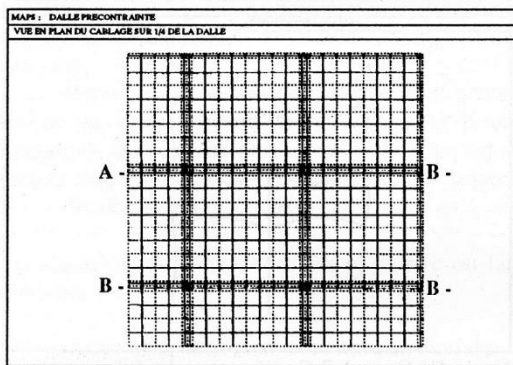 MAPS : DALLE PRECONTRAINTE
VUE EN PLAN DU CABLAGE SUR 1/4 DE LA DALLE
A - B -
B - B -